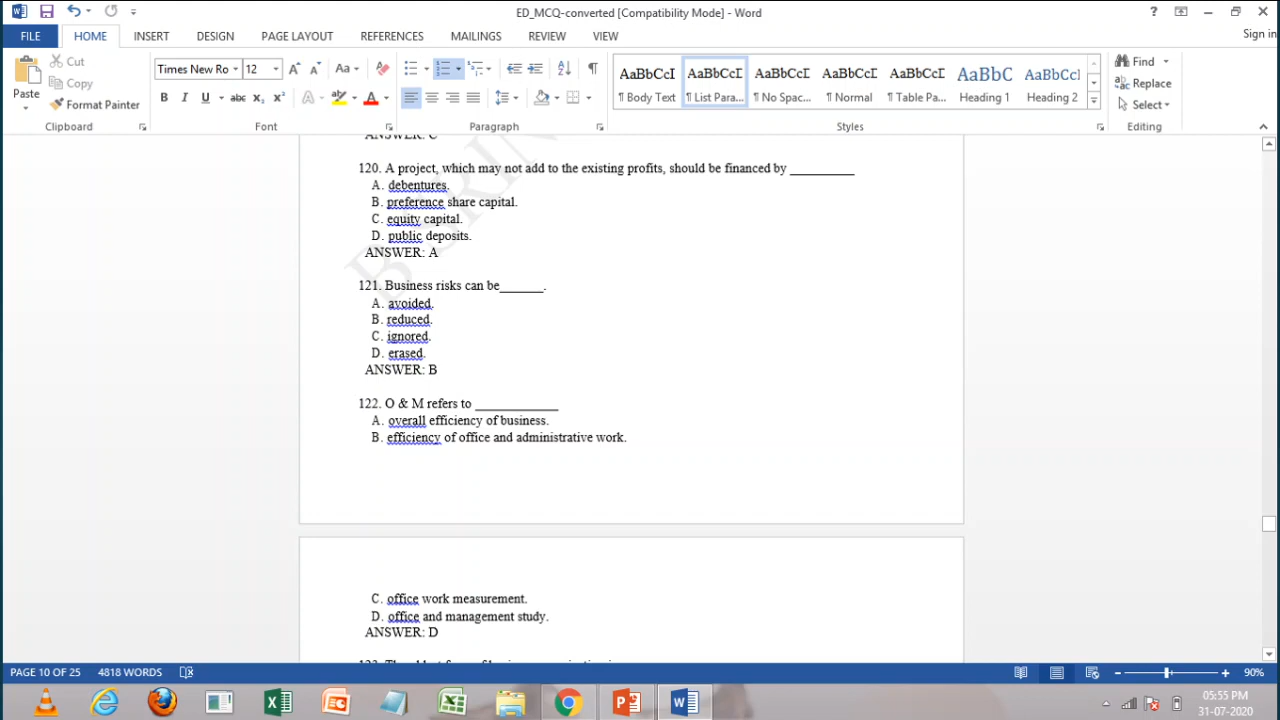 ED_MCQ-converted [Compatibility Mode] - Word
?
FILE HOME INSERT DESIGN PAGE LAYOUT REFERENCES MAILINGS REVIEW VIEW Sign in
Paste
Cut
Copy
Format Painter
Times New Ro 12
AaBbCcI AaBbCcI AaBbCcI AaBbCcI AaBbCcI AaBbC AaBbCcI
¶ Body Text ¶ List Para... ¶ No Spac... ¶ Normal ¶ Table Pa... Heading 1 Heading 2
Find
Replace
Select
Clipboard Font Paragraph Styles Editing
ANSWER: C
120. A project, which may not add to the existing profits, should be financed by __________
A. debentures.
B. preference share capital.
C. equity capital.
D. public deposits.
ANSWER: A
121. Business risks can be_______.
A. avoided.
B. reduced.
C. ignored.
D. erased.
ANSWER: B
122. O & M refers to _____________
A. overall efficiency of business.
B. efficiency of office and administrative work.
C. office work measurement.
D. office and management study.
ANSWER: D
PAGE 10 OF 25 4818 WORDS 90%
05:55 PM
31-07-2020